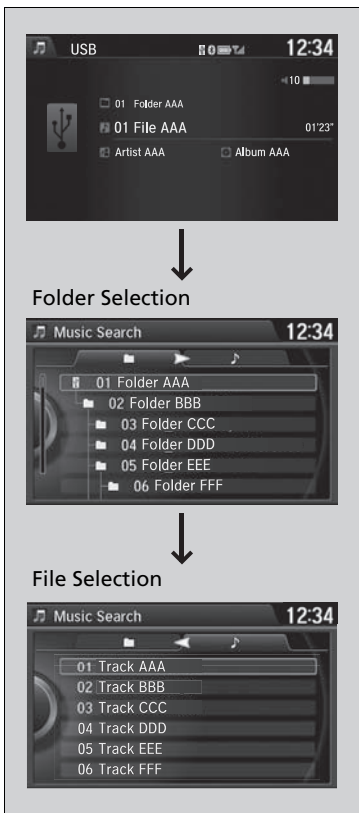 USB 12:34
10
01 Folder AAA
01 File AAA 01'23"
Artist AAA Album AAA
Folder Selection
Music Search 12:34
01 Folder AAA
02 Folder BBB
03 Folder CCC
04 Folder DDD
05 Folder EEE
06 Folder FFF
File Selection
Music Search 12:34
01 Track AAA
02 Track BBB
03 Track CCC
04 Track DDD
05 Track EEE
06 Track FFF